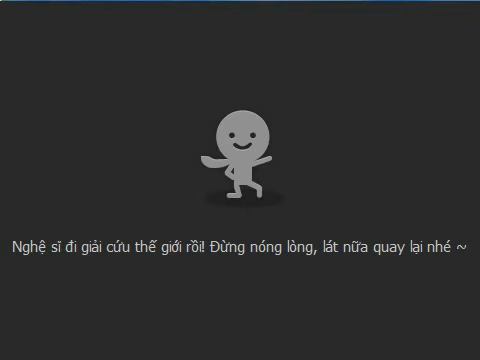 Nghệ sĩ đi giải cứu thế giới rồi! Đừng nóng lòng, lát nữa quay lại nhé ~